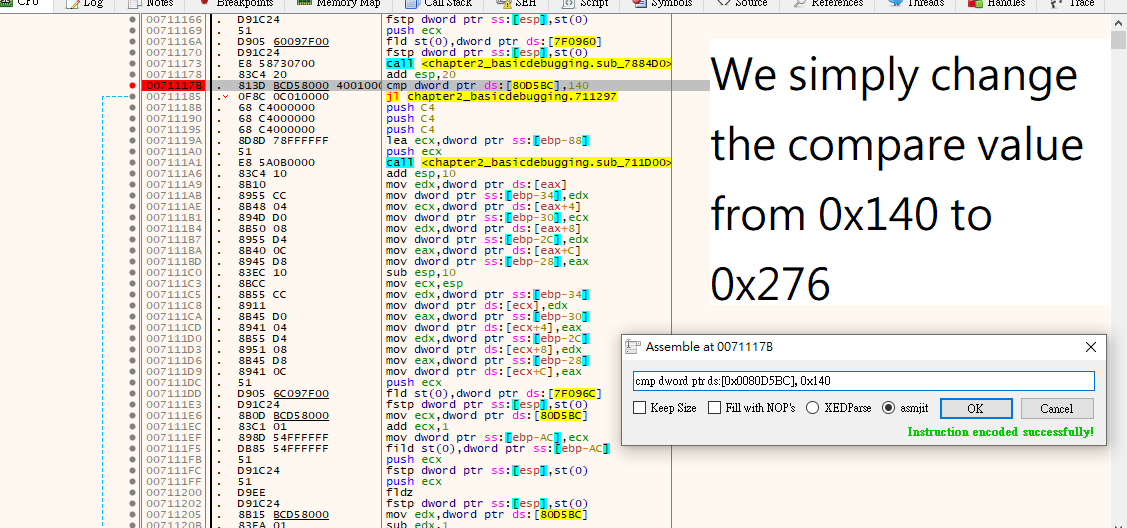 CPU Log Notes Breakpoints Memory Map Call Stack SEH Script Symbols Source References Threads Handles Trace
00711166 . D91C24 fstp dword ptr ss:[esp],st(0)
00711169 . 51 push ecx
0071116A . D905 60097F00 fld st(0),dword ptr ds:[7F0960]
00711170 . D91C24 fstp dword ptr ss:[esp],st(0)
00711173 . E8 58730700 call <chapter2_basicdebugging.sub_7884D0>
00711178 . 83C4 20 add esp,20
0071117B . 813D BCD58000 4001000 cmp dword ptr ds:[80D5BC],140
00711185 . 0F8C 0C010000 jl chapter2_basicdebugging.711297
0071118B . 68 C4000000 push C4
00711190 . 68 C4000000 push C4
00711195 . 68 C4000000 push C4
0071119A . 8D8D 78FFFFFF lea ecx,dword ptr ss:[ebp-88]
007111A0 . 51 push ecx
007111A1 . E8 5A0B0000 call <chapter2_basicdebugging.sub_711D00>
007111A6 . 83C4 10 add esp,10
007111A9 . 8B10 mov edx,dword ptr ds:[eax]
007111AB . 8955 CC mov dword ptr ss:[ebp-34],edx
007111AE . 8B48 04 mov ecx,dword ptr ds:[eax+4]
007111B1 . 894D D0 mov dword ptr ss:[ebp-30],ecx
007111B4 . 8B50 08 mov edx,dword ptr ds:[eax+8]
007111B7 . 8955 D4 mov dword ptr ss:[ebp-2C],edx
007111BA . 8B40 0C mov eax,dword ptr ds:[eax+C]
007111BD . 8945 D8 mov dword ptr ss:[ebp-28],eax
007111C0 . 83EC 10 sub esp,10
007111C3 . 8BCC mov ecx,esp
007111C5 . 8B55 CC mov edx,dword ptr ss:[ebp-34]
007111C8 . 8911 mov dword ptr ds:[ecx],edx
007111CA . 8B45 D0 mov eax,dword ptr ss:[ebp-30]
007111CD . 8941 04 mov dword ptr ds:[ecx+4],eax
007111D0 . 8B55 D4 mov edx,dword ptr ss:[ebp-2C]
007111D3 . 8951 08 mov dword ptr ds:[ecx+8],edx
007111D6 . 8B45 D8 mov eax,dword ptr ss:[ebp-28]
007111D9 . 8941 0C mov dword ptr ds:[ecx+C],eax
007111DC . 51 push ecx
007111DD . D905 6C097F00 fld st(0),dword ptr ds:[7F096C]
007111E3 . D91C24 fstp dword ptr ss:[esp],st(0)
007111E6 . 8B0D BCD58000 mov ecx,dword ptr ds:[80D5BC]
007111EC . 83C1 01 add ecx,1
007111EF . 898D 54FFFFFF mov dword ptr ss:[ebp-AC],ecx
007111F5 . DB85 54FFFFFF fild st(0),dword ptr ss:[ebp-AC]
007111FB . 51 push ecx
007111FC . D91C24 fstp dword ptr ss:[esp],st(0)
007111FF . 51 push ecx
00711200 . D9EE fldz
00711202 . D91C24 fstp dword ptr ss:[esp],st(0)
00711205 . 8B15 BCD58000 mov edx,dword ptr ds:[80D5BC]
0071120B . 83EA 01 sub edx,1
We simply change
the compare value
from 0x140 to
0x276
Assemble at 0071117B
cmp dword ptr ds:[0x0080D5BC], 0x140
Keep Size Fill with NOP's XEDParse asmjit OK Cancel
Instruction encoded successfully!